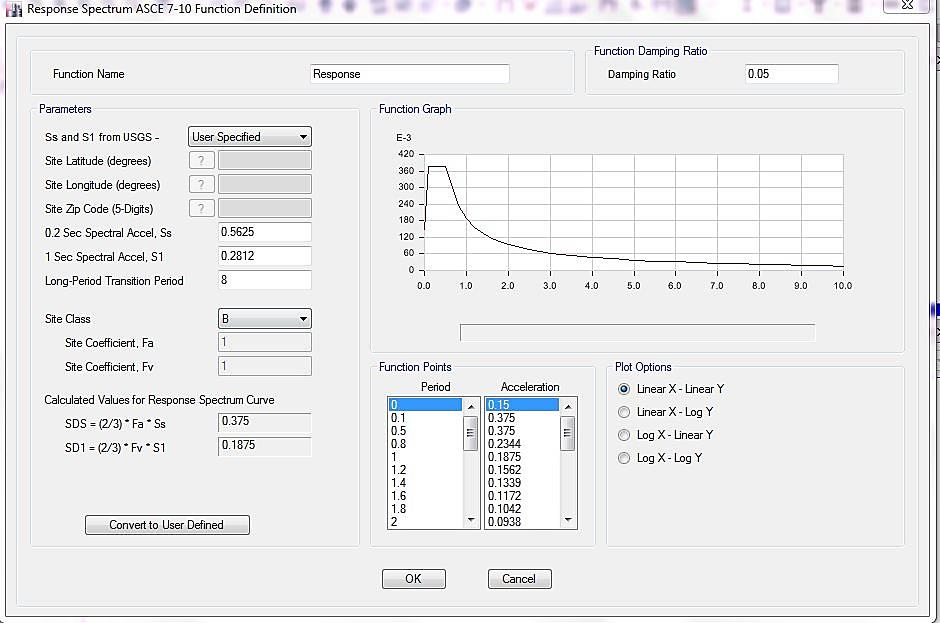 Response Spectrum ASCE 7-10 Function Definition
Function Name
Response
Function Damping Ratio
Damping Ratio
0.05
Parameters
Ss and S1 from USGS -
User Specified
Site Latitude (degrees)
?
Site Longitude (degrees)
?
Site Zip Code (5-Digits)
?
0.2 Sec Spectral Accel, Ss
0.5625
1 Sec Spectral Accel, S1
0.2812
Long-Period Transition Period
8
Site Class
B
Site Coefficient, Fa
1
Site Coefficient, Fv
1
Calculated Values for Response Spectrum Curve
SDS = (2/3) * Fa * Ss
0.375
SD1 = (2/3) * Fv * S1
0.1875
Convert to User Defined
Function Graph
E-3
420
360
300
240
180
120
60
0
0.0 1.0 2.0 3.0 4.0 5.0 6.0 7.0 8.0 9.0 10.0
Function Points
Period Acceleration
0 0.15
0.1 0.375
0.5 0.375
0.8 0.2344
1 0.1875
1.2 0.1562
1.4 0.1339
1.6 0.1172
1.8 0.1042
2 0.0938
Plot Options
Linear X - Linear Y
Linear X - Log Y
Log X - Linear Y
Log X - Log Y
OK
Cancel